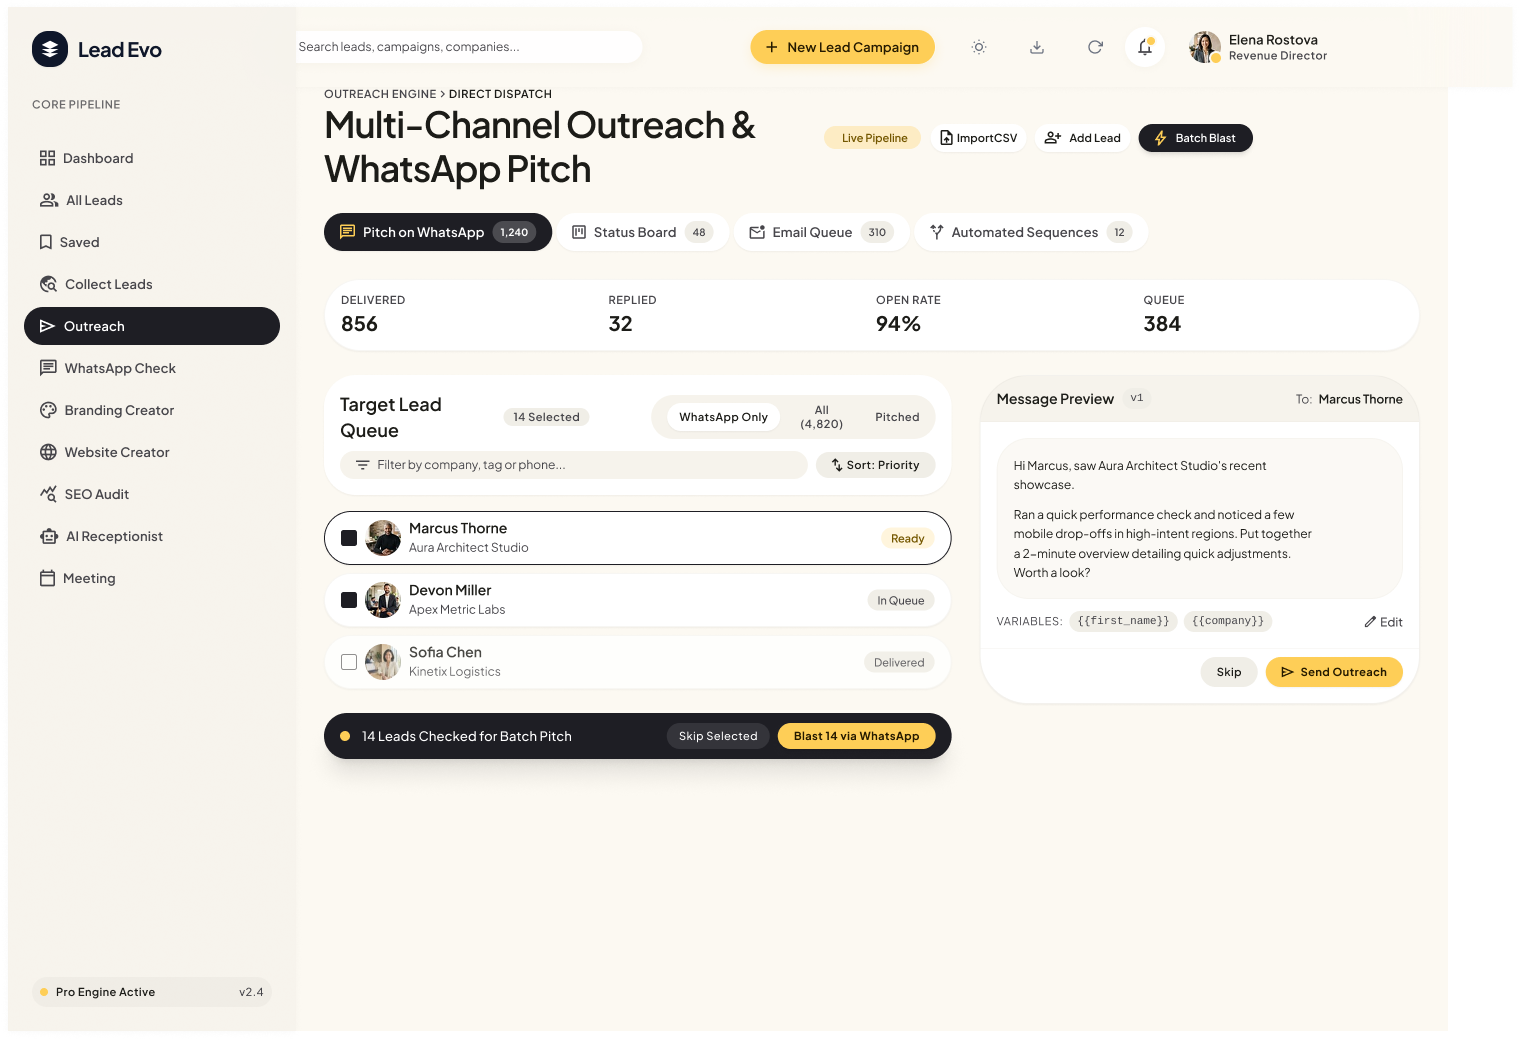 Lead Evo
CORE PIPELINE
Dashboard
All Leads
Saved
Collect Leads
Outreach
WhatsApp Check
Branding Creator
Website Creator
SEO Audit
AI Receptionist
Meeting
Pro Engine Active
v2.4
Search leads, campaigns, companies...
New Lead Campaign
Elena Rostova
Revenue Director
OUTREACH ENGINE > DIRECT DISPATCH
Multi-Channel Outreach &
WhatsApp Pitch
Live Pipeline
ImportCSV
Add Lead
Batch Blast
Pitch on WhatsApp 1,240
Status Board 48
Email Queue 310
Automated Sequences 12
DELIVERED
856
REPLIED
32
OPEN RATE
94%
QUEUE
384
Target Lead
Queue
14 Selected
WhatsApp Only
All
(4,820)
Pitched
Filter by company, tag or phone...
Sort: Priority
Marcus Thorne
Aura Architect Studio
Ready
Devon Miller
Apex Metric Labs
In Queue
Sofia Chen
Kinetix Logistics
Delivered
14 Leads Checked for Batch Pitch
Skip Selected
Blast 14 via WhatsApp
Message Preview v1
To: Marcus Thorne
Hi Marcus, saw Aura Architect Studio's recent
showcase.
Ran a quick performance check and noticed a few
mobile drop-offs in high-intent regions. Put together
a 2-minute overview detailing quick adjustments.
Worth a look?
VARIABLES: {{first_name}} {{company}}
Edit
Skip
Send Outreach